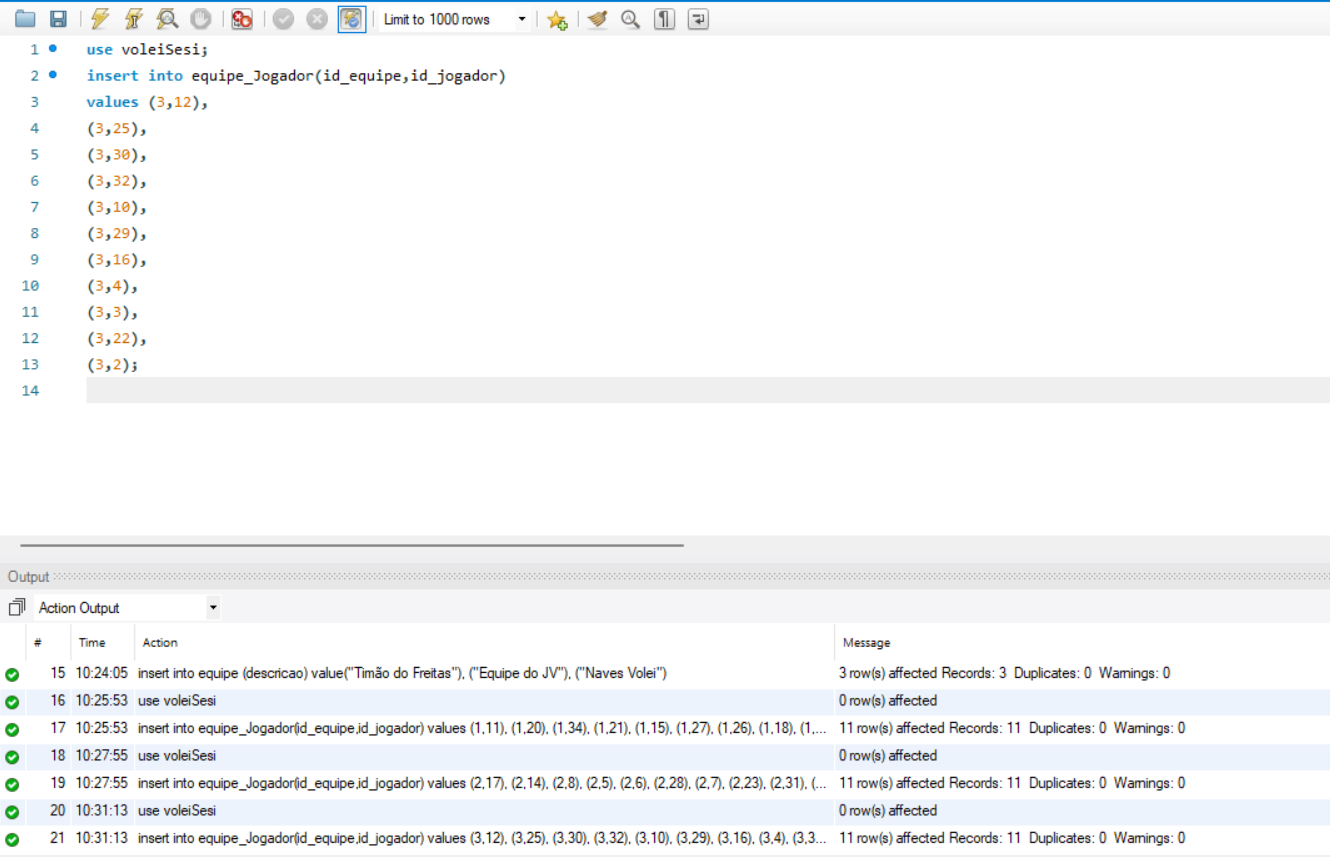 Limit to 1000 rows
1 use voleiSesi;
2 insert into equipe_Jogador(id_equipe,id_jogador)
3 values (3,12),
4 (3,25),
5 (3,30),
6 (3,32),
7 (3,10),
8 (3,29),
9 (3,16),
10 (3,4),
11 (3,3),
12 (3,22),
13 (3,2);
14
Output
Action Output
# Time Action Message
15 10:24:05 insert into equipe (descricao) value("Timão do Freitas"), ("Equipe do JV"), ("Naves Volei") 3 row(s) affected Records: 3 Duplicates: 0 Warnings: 0
16 10:25:53 use voleiSesi 0 row(s) affected
17 10:25:53 insert into equipe_Jogador(id_equipe,id_jogador) values (1,11), (1,20), (1,34), (1,21), (1,15), (1,27), (1,26), (1,18), (1,... 11 row(s) affected Records: 11 Duplicates: 0 Warnings: 0
18 10:27:55 use voleiSesi 0 row(s) affected
19 10:27:55 insert into equipe_Jogador(id_equipe,id_jogador) values (2,17), (2,14), (2,8), (2,5), (2,6), (2,28), (2,7), (2,23), (2,31), (... 11 row(s) affected Records: 11 Duplicates: 0 Warnings: 0
20 10:31:13 use voleiSesi 0 row(s) affected
21 10:31:13 insert into equipe_Jogador(id_equipe,id_jogador) values (3,12), (3,25), (3,30), (3,32), (3,10), (3,29), (3,16), (3,4), (3,3... 11 row(s) affected Records: 11 Duplicates: 0 Warnings: 0